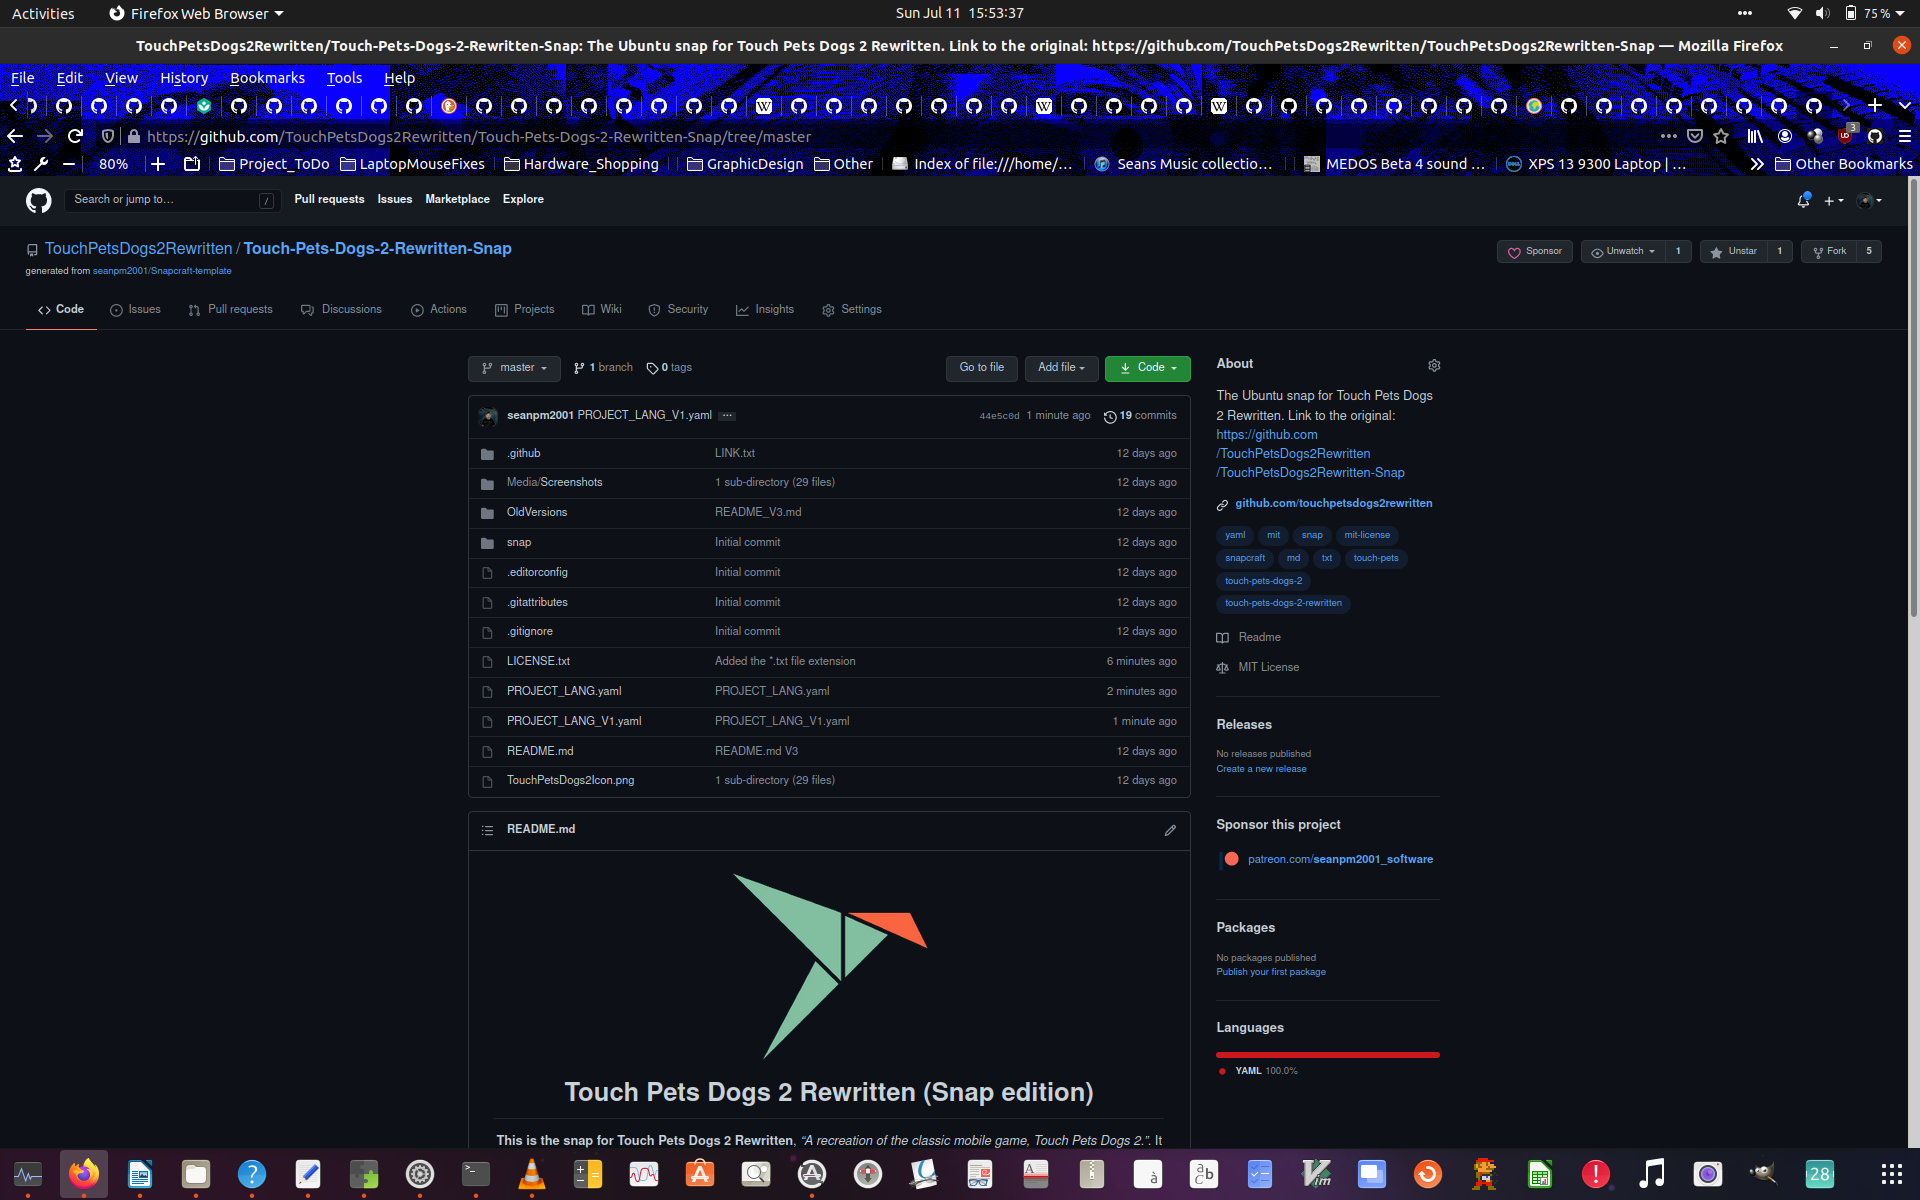 Activities
Firefox Web Browser
Sun Jul 11 15:53:37
75 %
TouchPetsDogs2Rewritten/Touch-Pets-Dogs-2-Rewritten-Snap: The Ubuntu snap for Touch Pets Dogs 2 Rewritten. Link to the original: https://github.com/TouchPetsDogs2Rewritten/TouchPetsDogs2Rewritten-Snap — Mozilla Firefox
File Edit View History Bookmarks Tools Help
https://github.com/TouchPetsDogs2Rewritten/Touch-Pets-Dogs-2-Rewritten-Snap/tree/master
3
80%
Project_ToDo
LaptopMouseFixes
Hardware_Shopping
GraphicDesign
Other
Index of file:///home/…
Seans Music collectio…
MEDOS Beta 4 sound …
XPS 13 9300 Laptop | …
Other Bookmarks
Search or jump to…
/
Pull requests Issues Marketplace Explore
TouchPetsDogs2Rewritten / Touch-Pets-Dogs-2-Rewritten-Snap
generated from seanpm2001/Snapcraft-template
Sponsor
Unwatch 1
Unstar 1
Fork 5
Code
Issues
Pull requests
Discussions
Actions
Projects
Wiki
Security
Insights
Settings
master
1 branch
0 tags
Go to file
Add file
Code
seanpm2001 PROJECT_LANG_V1.yaml ...
44e5c0d 1 minute ago 19 commits
.github LINK.txt 12 days ago
Media/Screenshots 1 sub-directory (29 files) 12 days ago
OldVersions README_V3.md 12 days ago
snap Initial commit 12 days ago
.editorconfig Initial commit 12 days ago
.gitattributes Initial commit 12 days ago
.gitignore Initial commit 12 days ago
LICENSE.txt Added the *.txt file extension 6 minutes ago
PROJECT_LANG.yaml PROJECT_LANG.yaml 2 minutes ago
PROJECT_LANG_V1.yaml PROJECT_LANG_V1.yaml 1 minute ago
README.md README.md V3 12 days ago
TouchPetsDogs2Icon.png 1 sub-directory (29 files) 12 days ago
README.md
Touch Pets Dogs 2 Rewritten (Snap edition)
This is the snap for Touch Pets Dogs 2 Rewritten, “A recreation of the classic mobile game, Touch Pets Dogs 2.”. It
About
The Ubuntu snap for Touch Pets Dogs
2 Rewritten. Link to the original:
https://github.com
/TouchPetsDogs2Rewritten
/TouchPetsDogs2Rewritten-Snap
github.com/touchpetsdogs2rewritten
yaml mit snap mit-license
snapcraft md txt touch-pets
touch-pets-dogs-2
touch-pets-dogs-2-rewritten
Readme
MIT License
Releases
No releases published
Create a new release
Sponsor this project
patreon.com/seanpm2001_software
Packages
No packages published
Publish your first package
Languages
YAML 100.0%
28